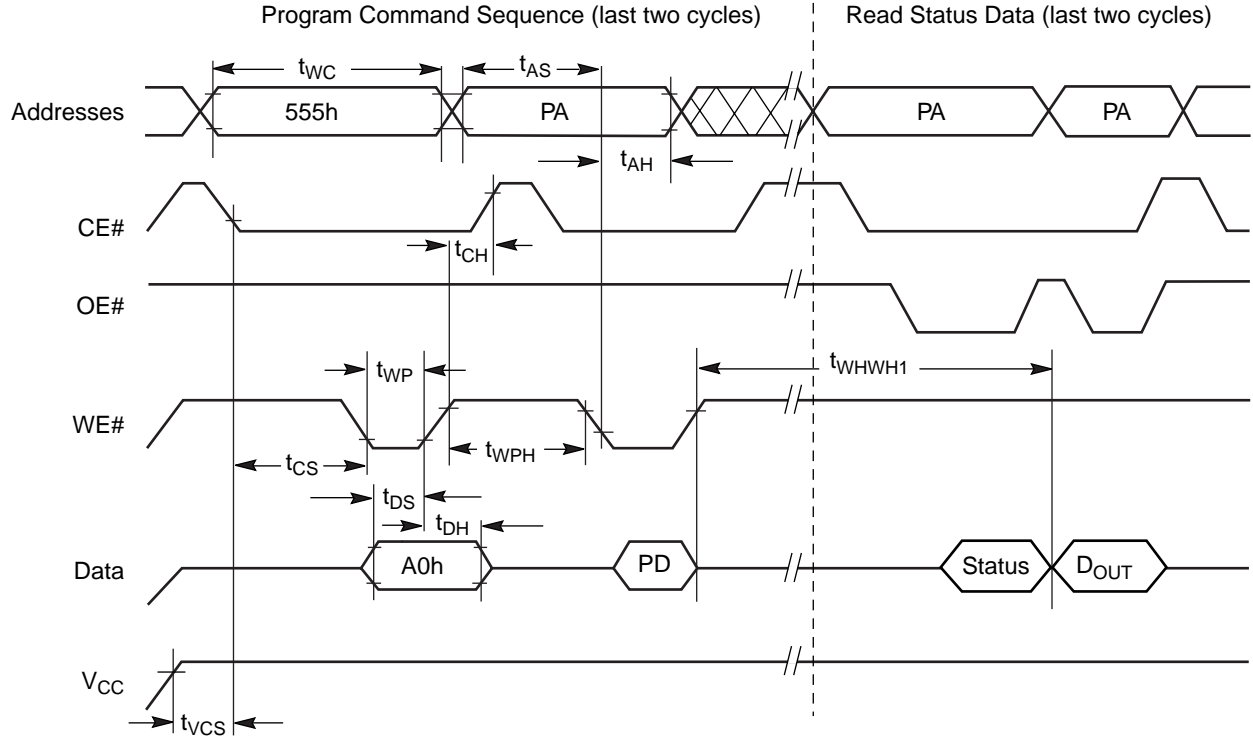 Program Command Sequence (last two cycles)
Read Status Data (last two cycles)
tWC
tAS
Addresses
555h
PA
PA
PA
tAH
CE#
tCH
OE#
tWP
tWHWH1
WE#
tCS
tWPH
tDS
tDH
Data
A0h
PD
Status
DOUT
VCC
tVCS